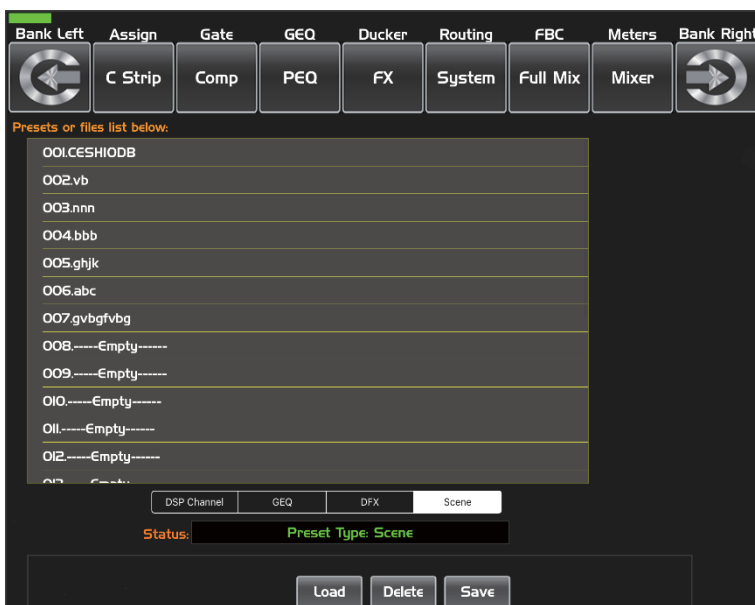 Bank Left Assign Gate GEQ Ducker Routing FBC Meters Bank Right
C Strip Comp PEQ FX System Full Mix Mixer
Presets or files list below:
001.CESHIODB
002.vb
003.nnn
004.bbb
005.ghjk
006.abc
007.gvbgfvbg
008.-----Empty------
009.-----Empty------
010.-----Empty------
011.-----Empty------
012.-----Empty------
DSP Channel GEQ DFX Scene
Status: Preset Type: Scene
Load Delete Save